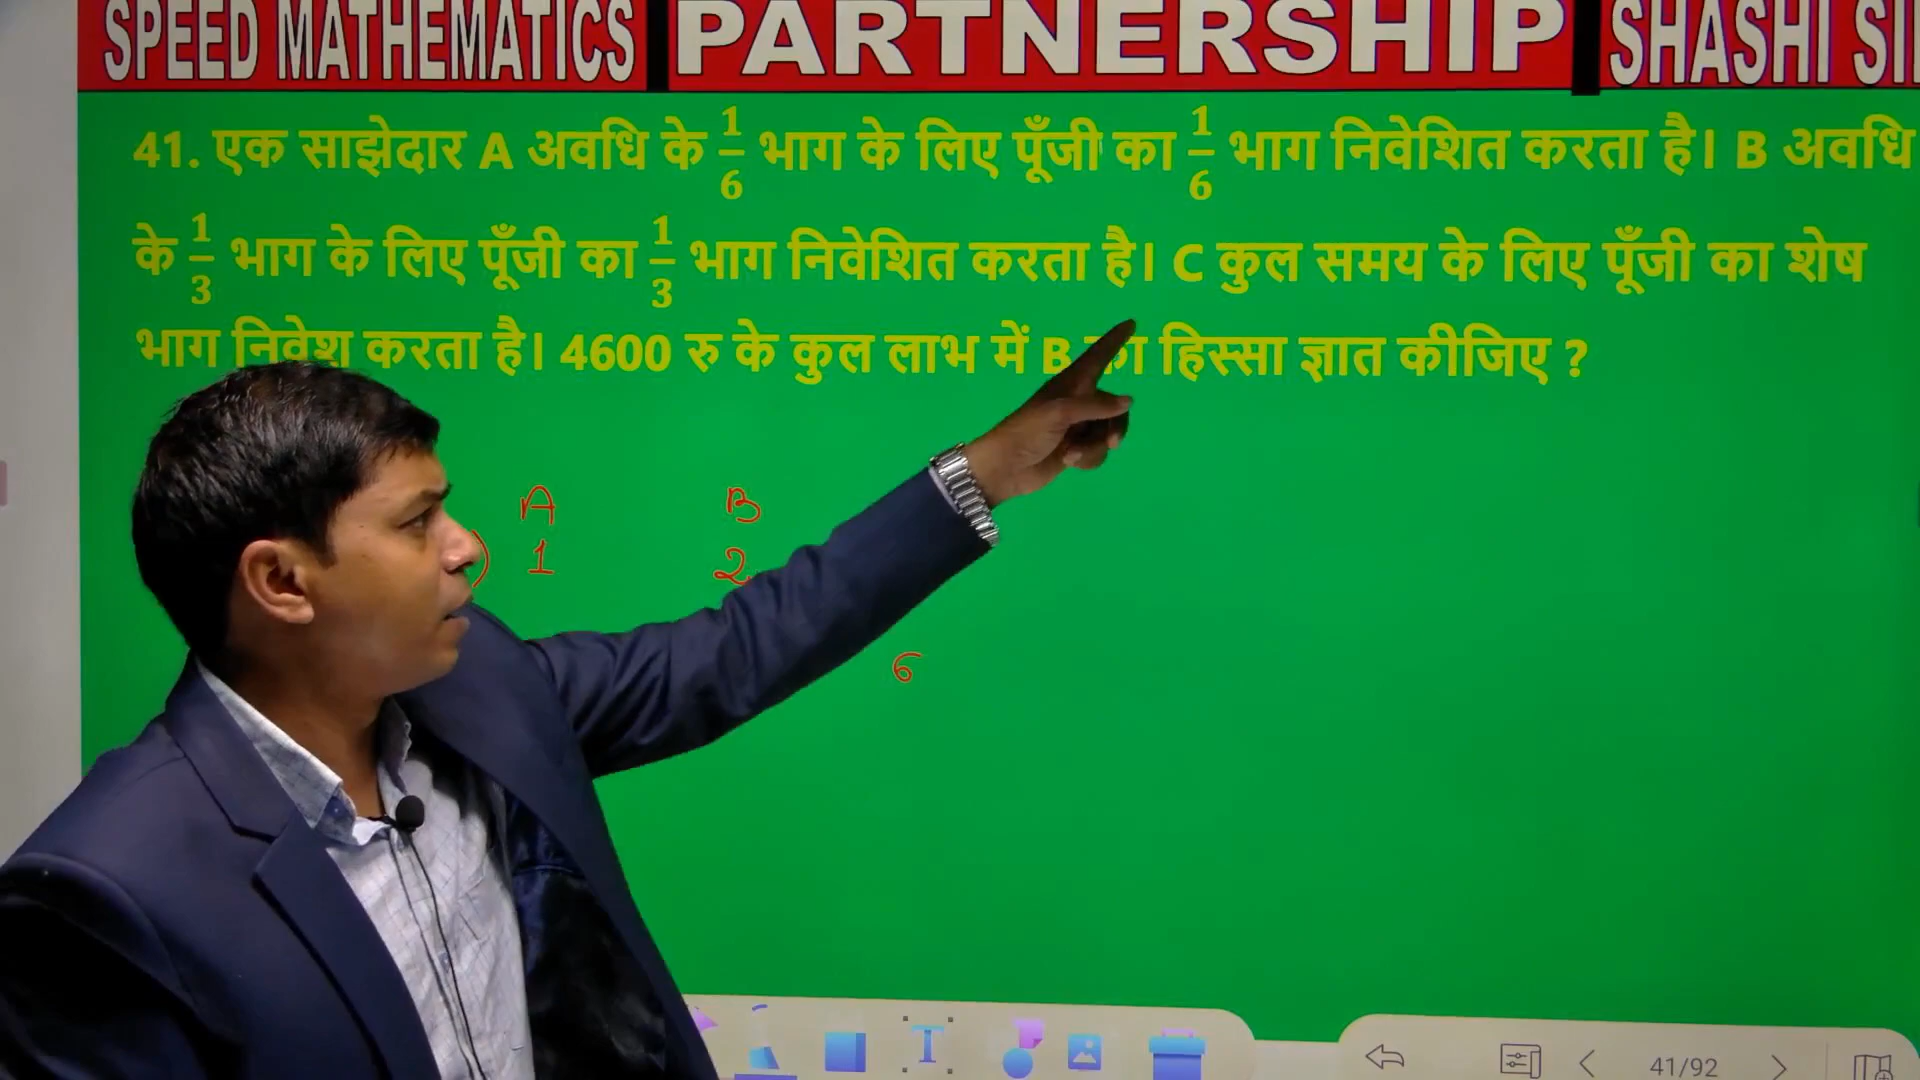 SPEED MATHEMATICS PARTNERSHIP SHASHI
41. एक साझेदार A अवधि के 1/6 भाग के लिए पूँजी का 1/6 भाग निवेशित करता है। B अवधि
के 1/3 भाग के लिए पूँजी का 1/3 भाग निवेशित करता है। C कुल समय के लिए पूँजी का शेष
भाग निवेश करता है। 4600 रु के कुल लाभ में B का हिस्सा ज्ञात कीजिए ?
A B
) 1 2
6
T
41/92